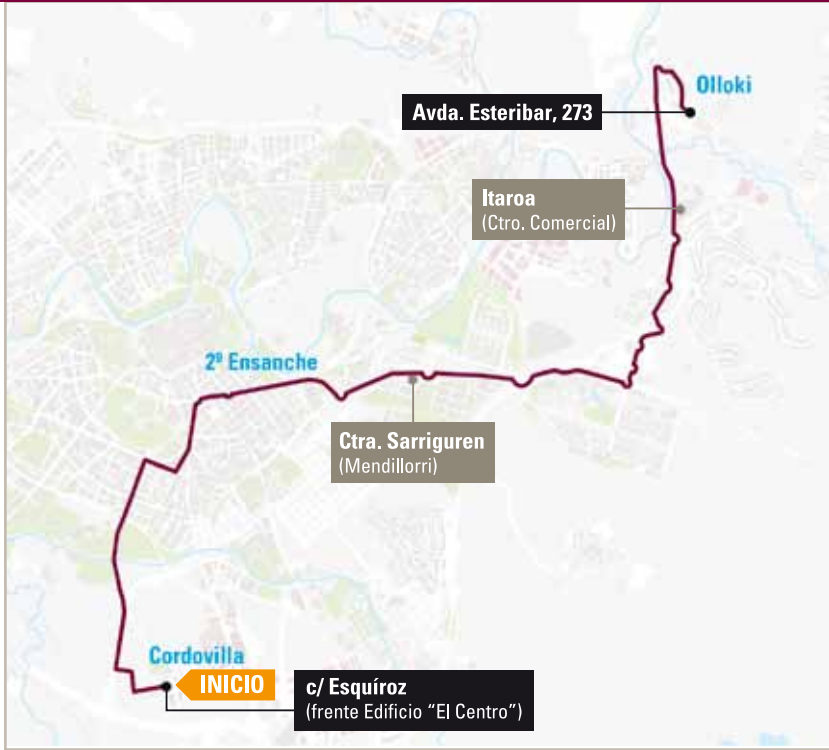 Olloki
Avda. Esteribar, 273
Itaroa
(Ctro. Comercial)
2º Ensanche
Ctra. Sarriguren
(Mendillorri)
Cordovilla
INICIO
c/ Esquíroz
(frente Edificio “El Centro”)